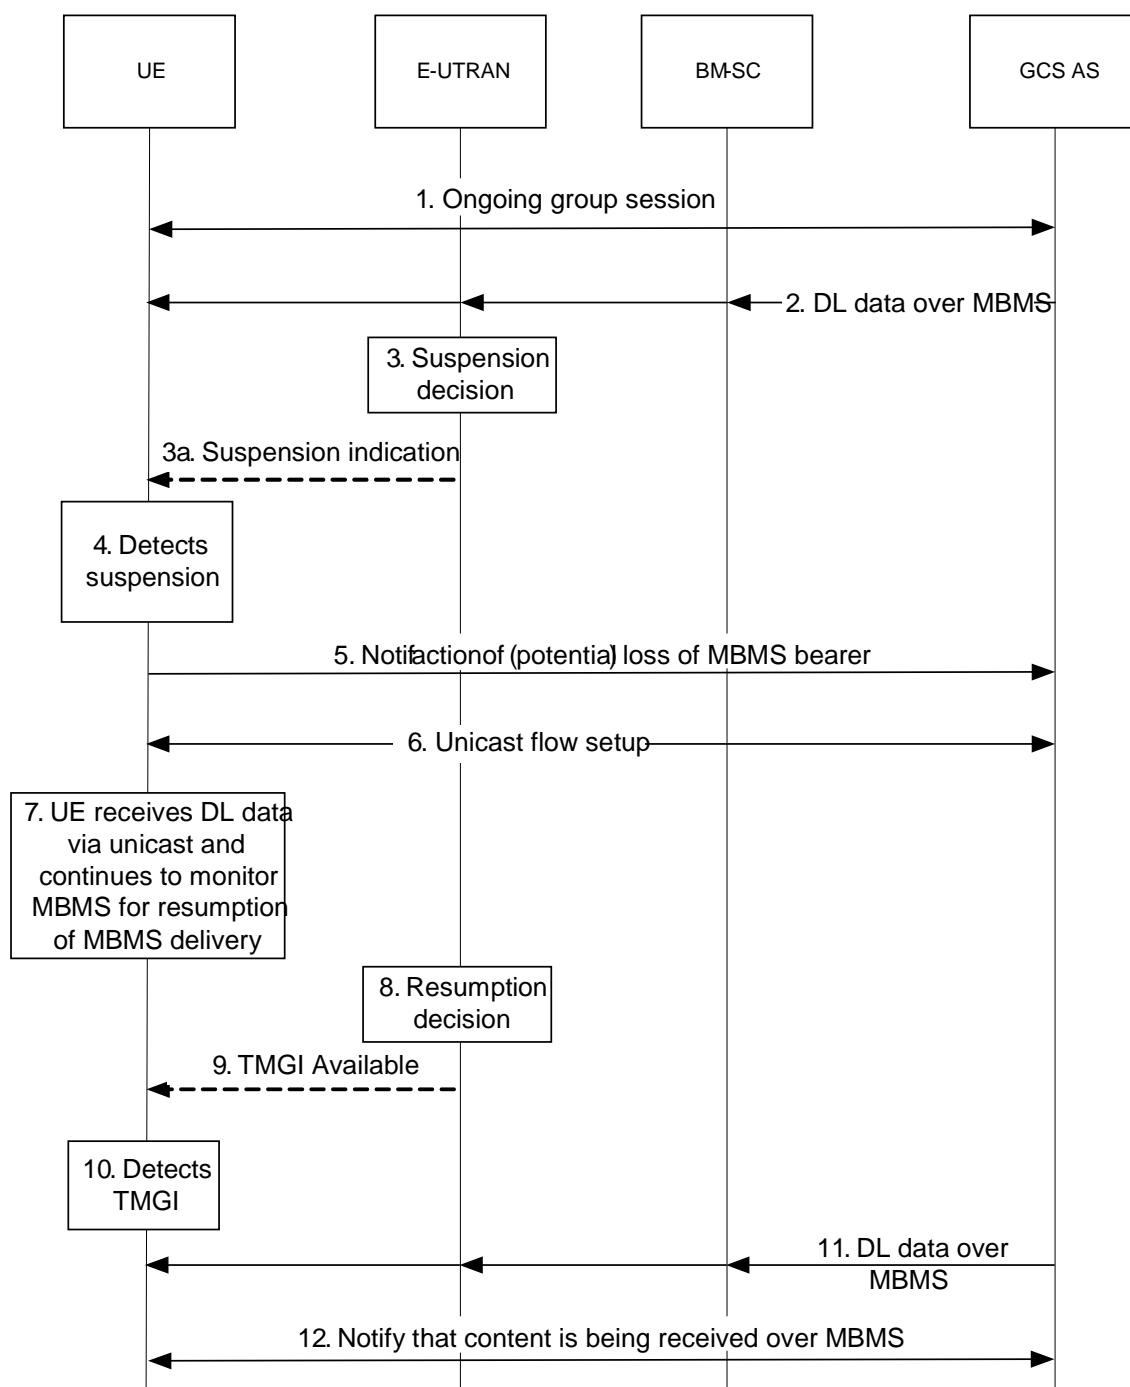 UE
E-UTRAN
BM-SC
GCS AS
1. Ongoing group session
2. DL data over MBMS
3. Suspension
decision
3a. Suspension indication
4. Detects
suspension
5. Notifactionof (potential) loss of MBMS bearer
6. Unicast flow setup
7. UE receives DL data
via unicast and
continues to monitor
MBMS for resumption
of MBMS delivery
8. Resumption
decision
9. TMGI Available
10. Detects
TMGI
11. DL data over
MBMS
12. Notify that content is being received over MBMS